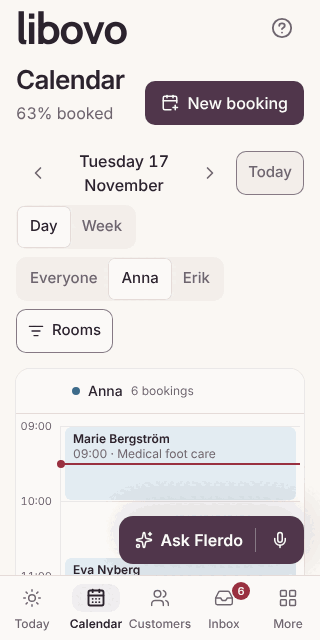 libovo
Calendar
63% booked
New booking
Tuesday 17
November
Today
Day
Week
Everyone
Anna
Erik
Rooms
Anna
6 bookings
09:00
Marie Bergström
09:00 · Medical foot care
10:00
Ask Flerdo
11:00
Eva Nyberg
6
Today
Calendar
Customers
Inbox
More